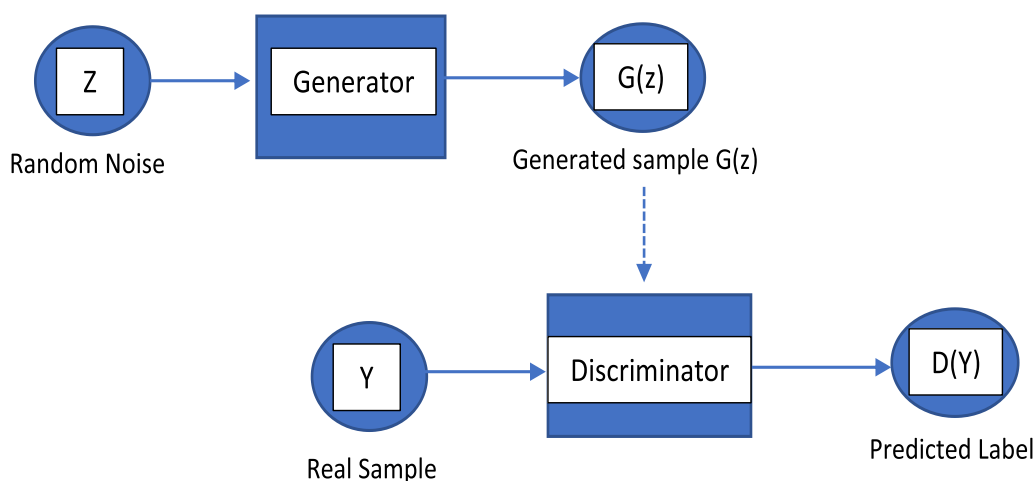 Z
Generator
G(z)
Random Noise
Generated sample G(z)
Y
Discriminator
D(Y)
Real Sample
Predicted Label